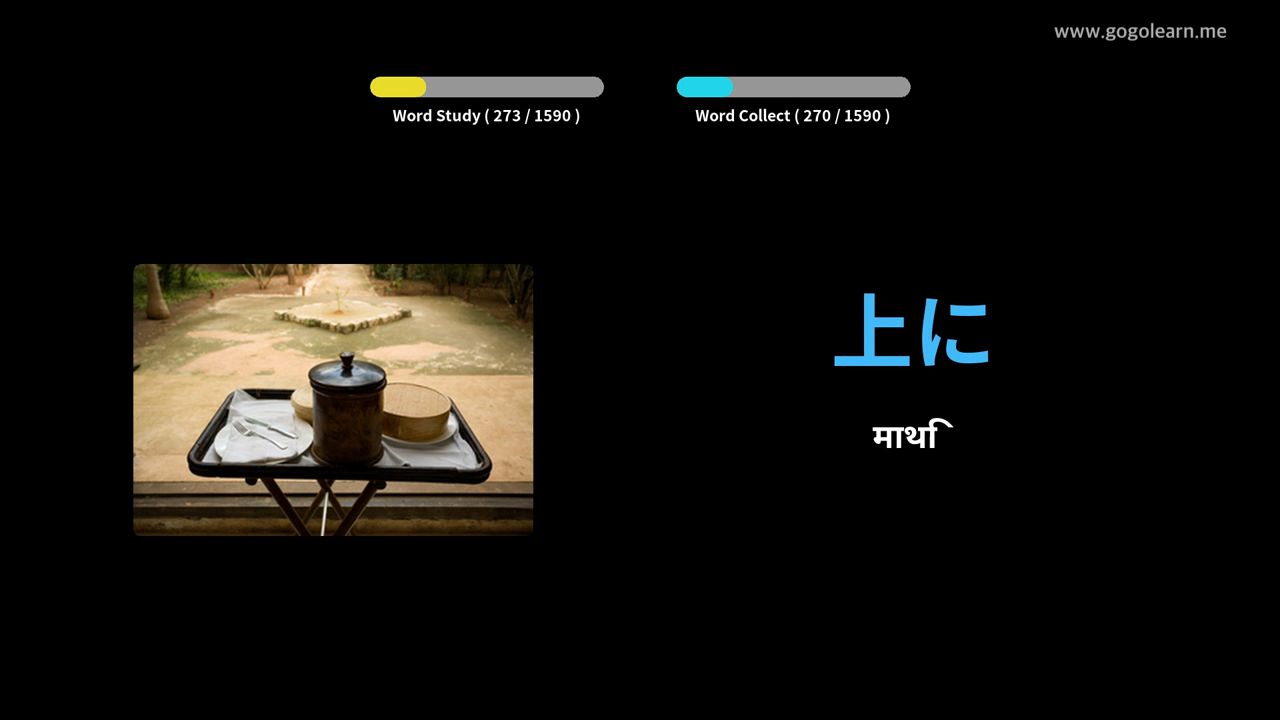 www.gogolearn.me
Word Study ( 273 / 1590 )
Word Collect ( 270 / 1590 )
上に
माथि